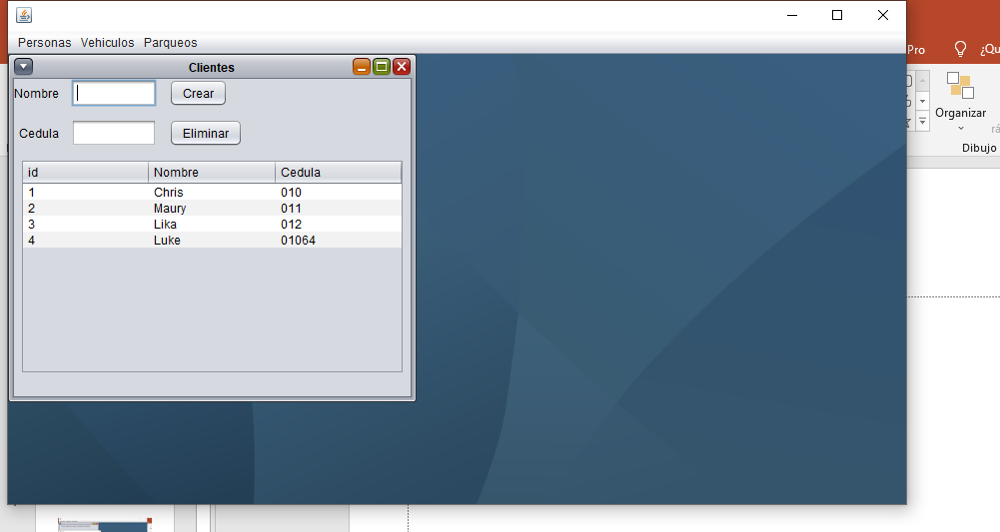 Personas Vehiculos Parqueos
Pro
¿Qu
Clientes
Nombre
Crear
Cedula
Eliminar
id Nombre Cedula
1 Chris 010
2 Maury 011
3 Lika 012
4 Luke 01064
Organizar
rá
Dibujo